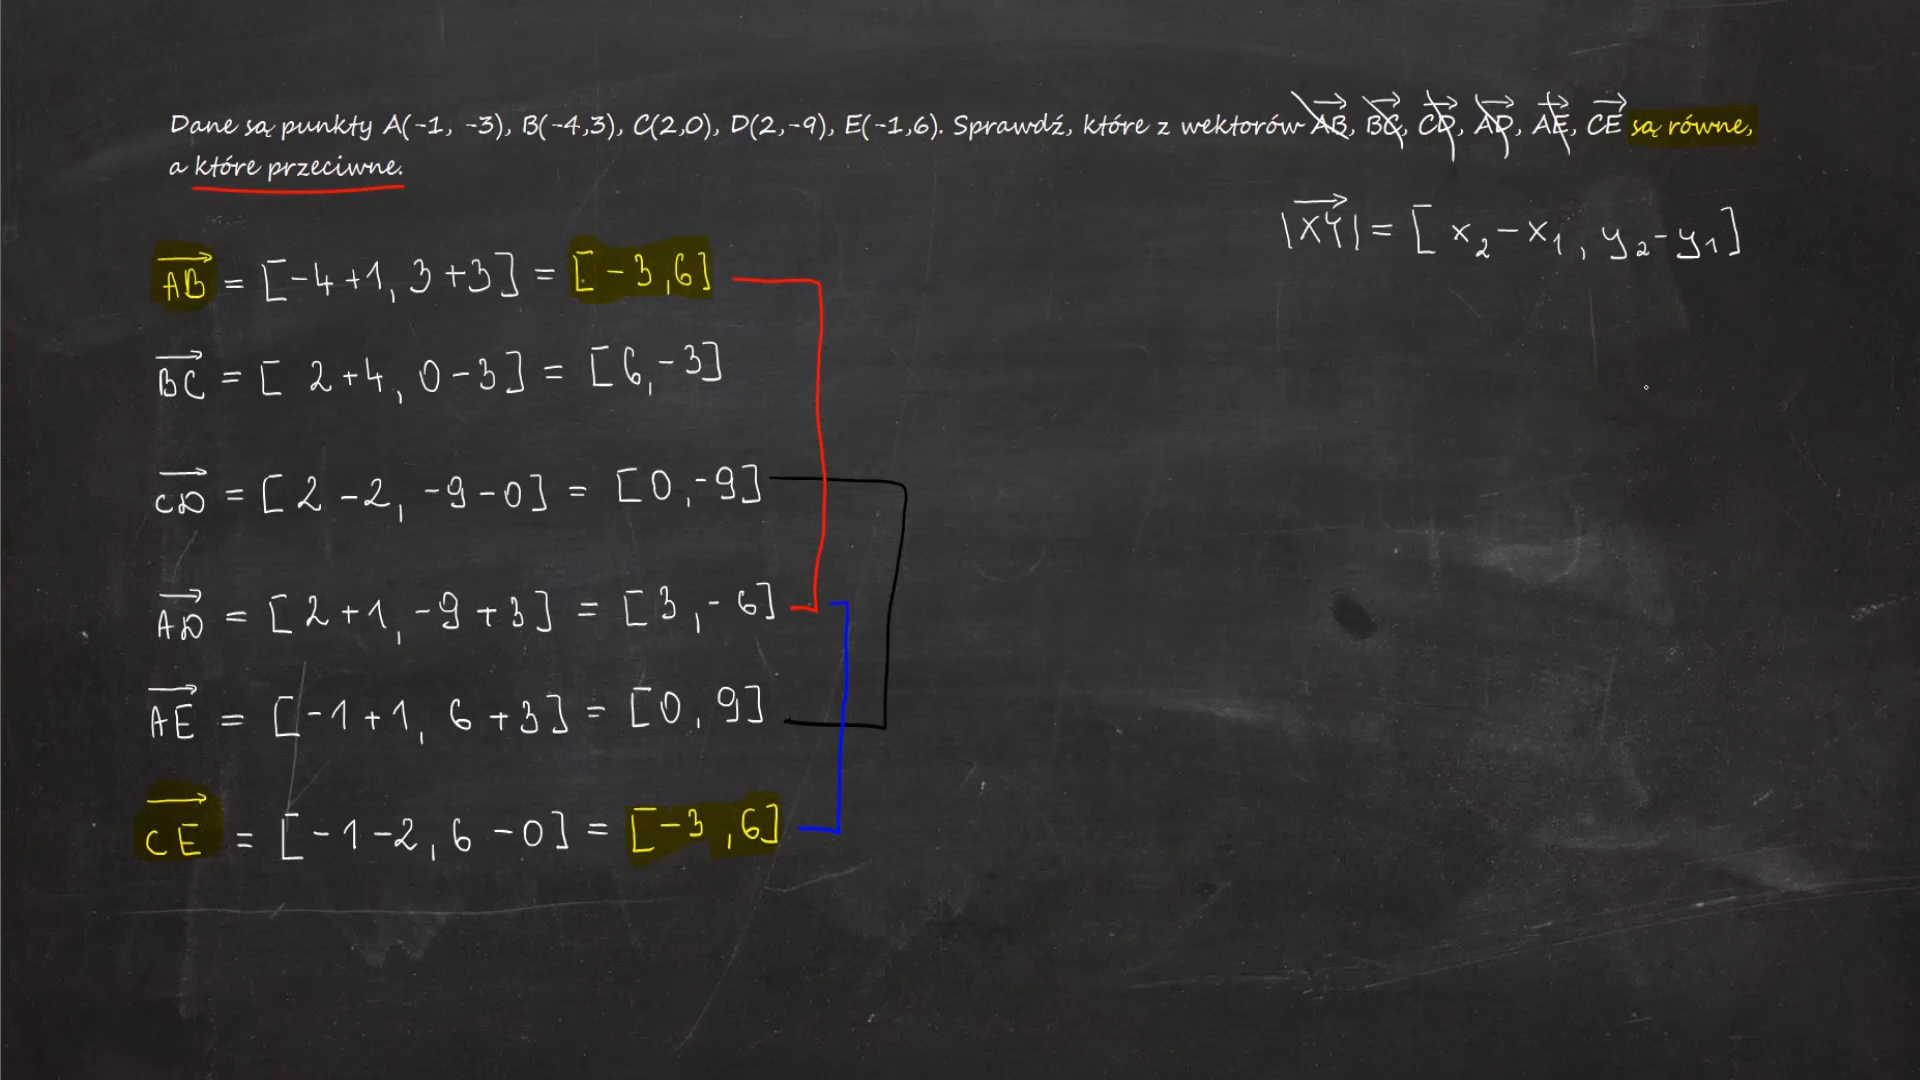 Dane są punkty A(-1, -3), B(-4,3), C(2,0), D(2,-9), E(-1,6). Sprawdź, które z wektorów AB, BC, CD, AD, AE, CE są równe,
a które przeciwne.
|XY| = [x₂-x₁, y₂-y₁]
AB = [-4+1, 3+3] = [-3,6]
BC = [2+4, 0-3] = [6,-3]
CD = [2-2, -9-0] = [0,-9]
AD = [2+1, -9+3] = [3,-6]
AE = [-1+1, 6+3] = [0,9]
CE = [-1-2, 6-0] = [-3,6]